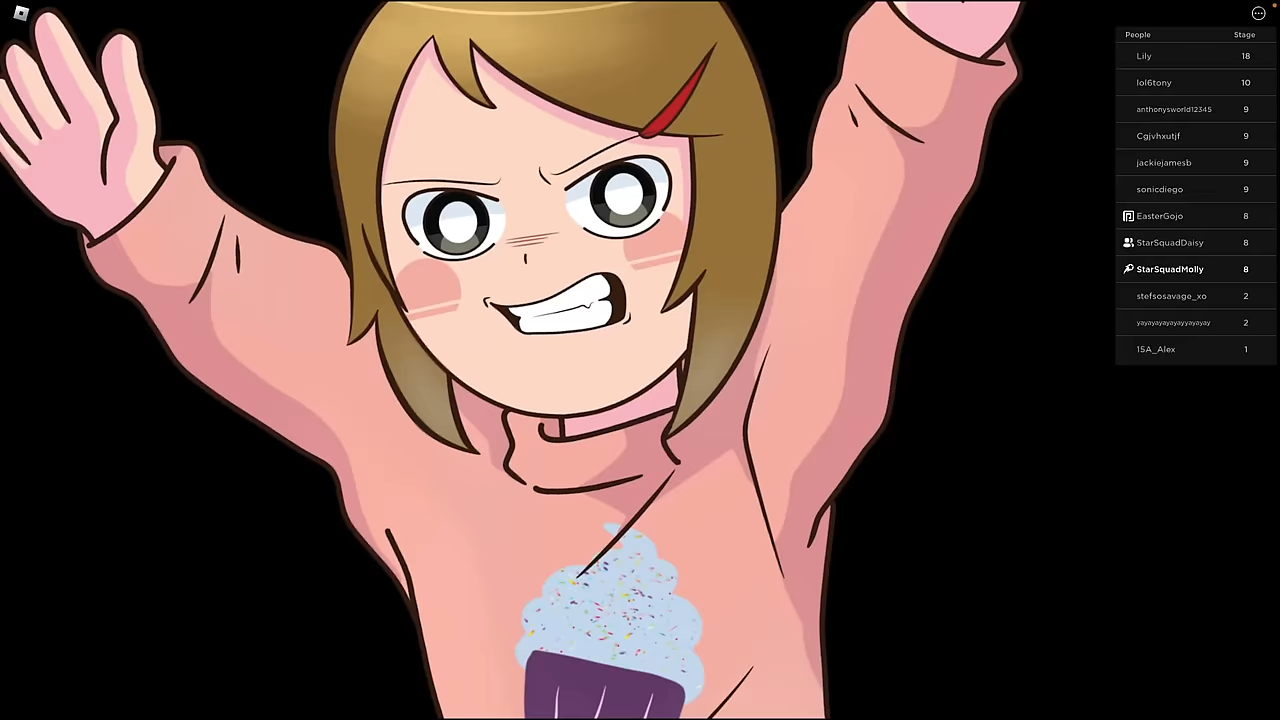 People Stage
Lily 18
lol6tony 10
anthonysworld12345 9
Cgjvhxutjf 9
jackiejamesb 9
sonicdiego 9
EasterGojo 8
StarSquadDaisy 8
StarSquadMolly 8
stefsosavage_xo 2
yayayayayayayyayayay 2
15A_Alex 1